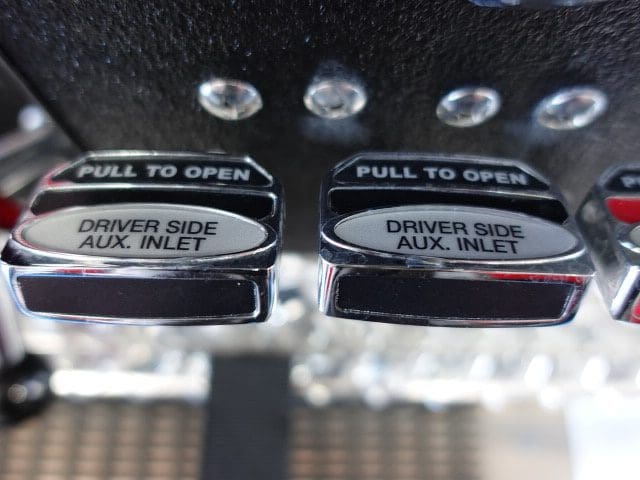 PULL TO OPEN
DRIVER SIDE
AUX. INLET
PULL TO OPEN
DRIVER SIDE
AUX. INLET